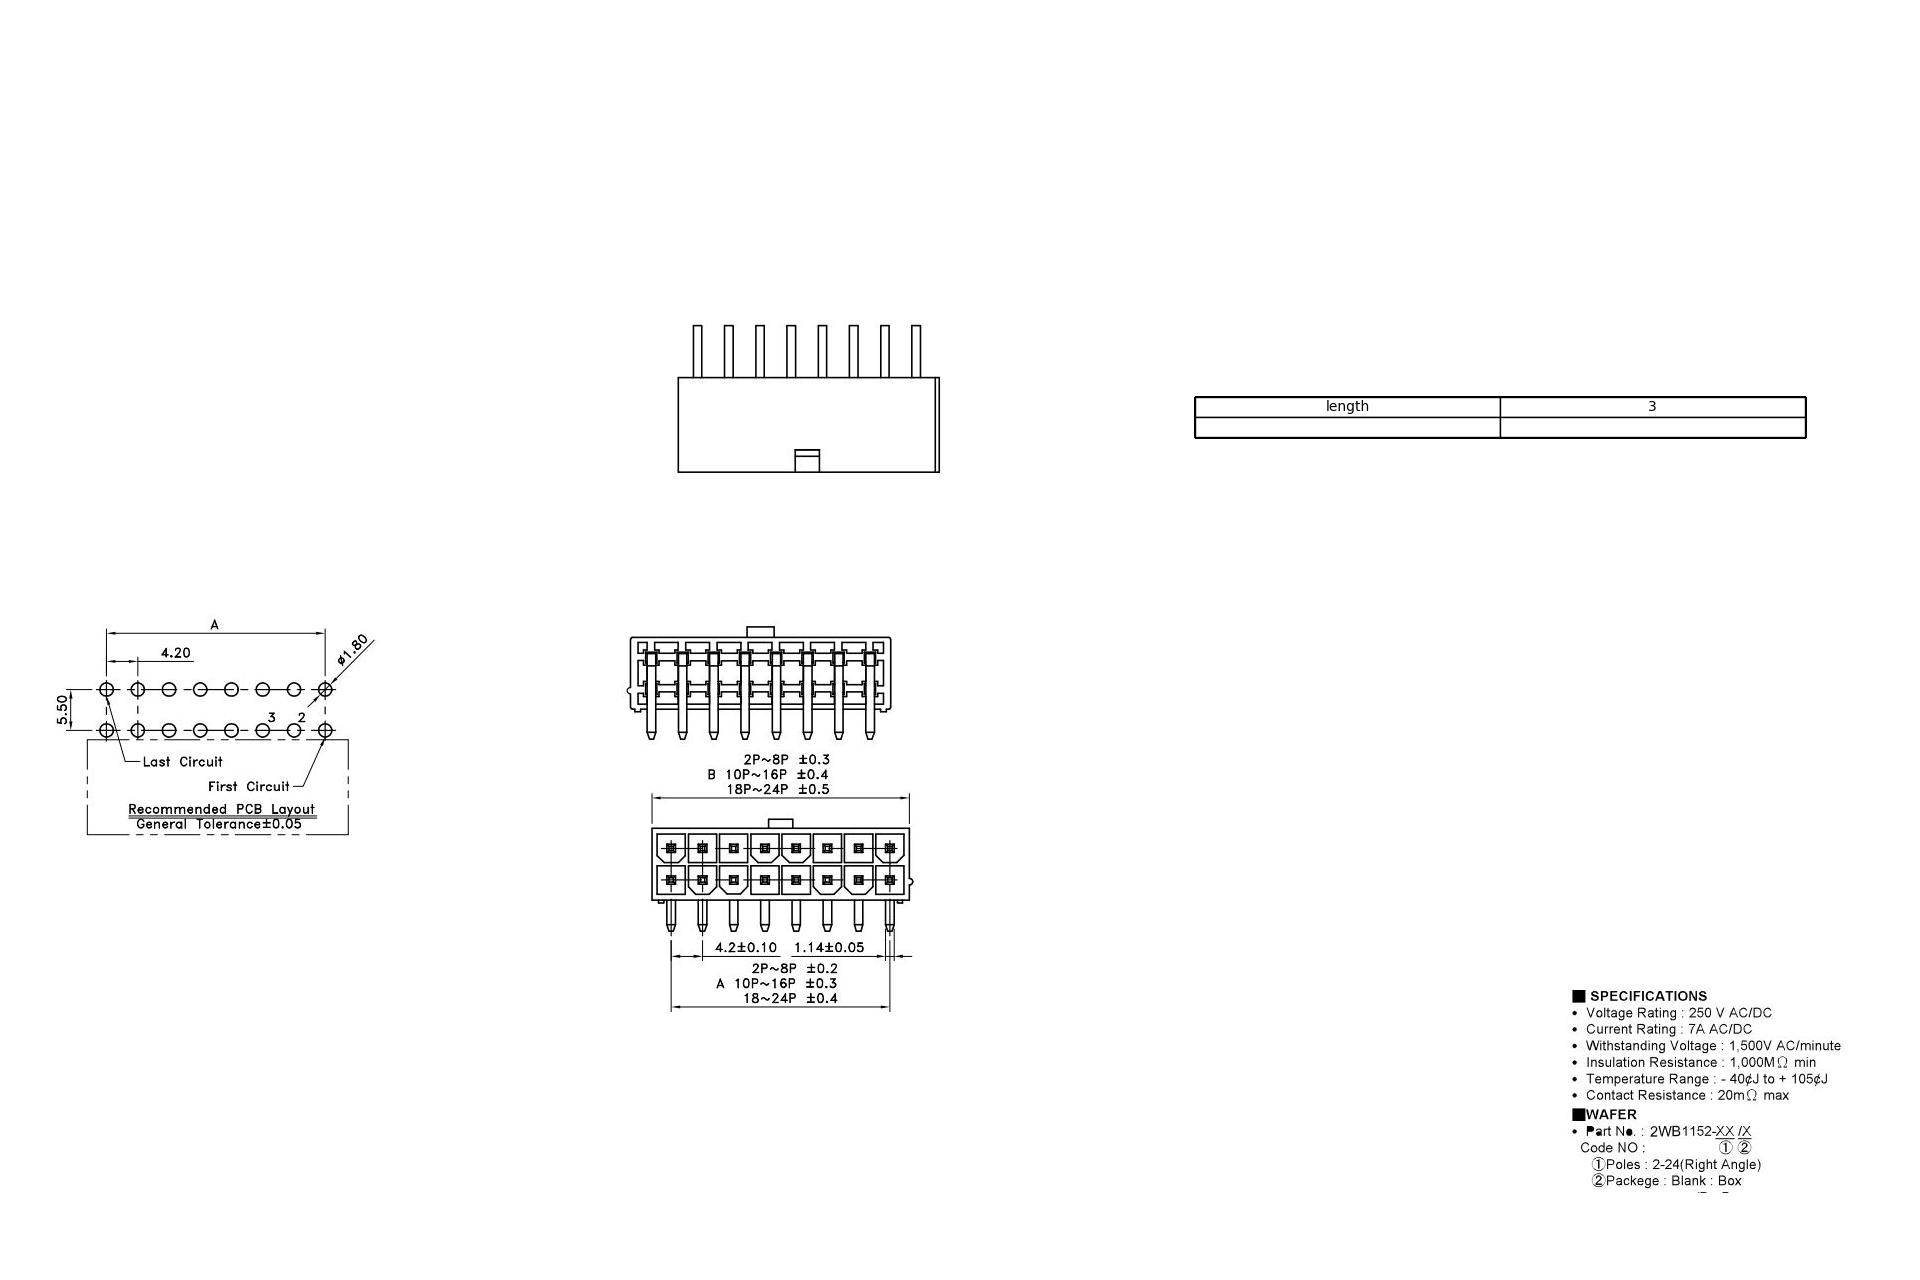 length 3
A
4.20
ø1.80
5.50
3 2
Last Circuit
First Circuit
Recommended PCB Layout
General Tolerance±0.05
2P~8P ±0.3
B 10P~16P ±0.4
18P~24P ±0.5
4.2±0.10 1.14±0.05
2P~8P ±0.2
A 10P~16P ±0.3
18~24P ±0.4
■ SPECIFICATIONS
• Voltage Rating : 250 V AC/DC
• Current Rating : 7A AC/DC
• Withstanding Voltage : 1,500V AC/minute
• Insulation Resistance : 1,000MΩ min
• Temperature Range : - 40¢J to + 105¢J
• Contact Resistance : 20mΩ max
■WAFER
• Part No. : 2WB1152-XX /X
Code NO : ① ②
①Poles : 2-24(Right Angle)
②Packege : Blank : Box